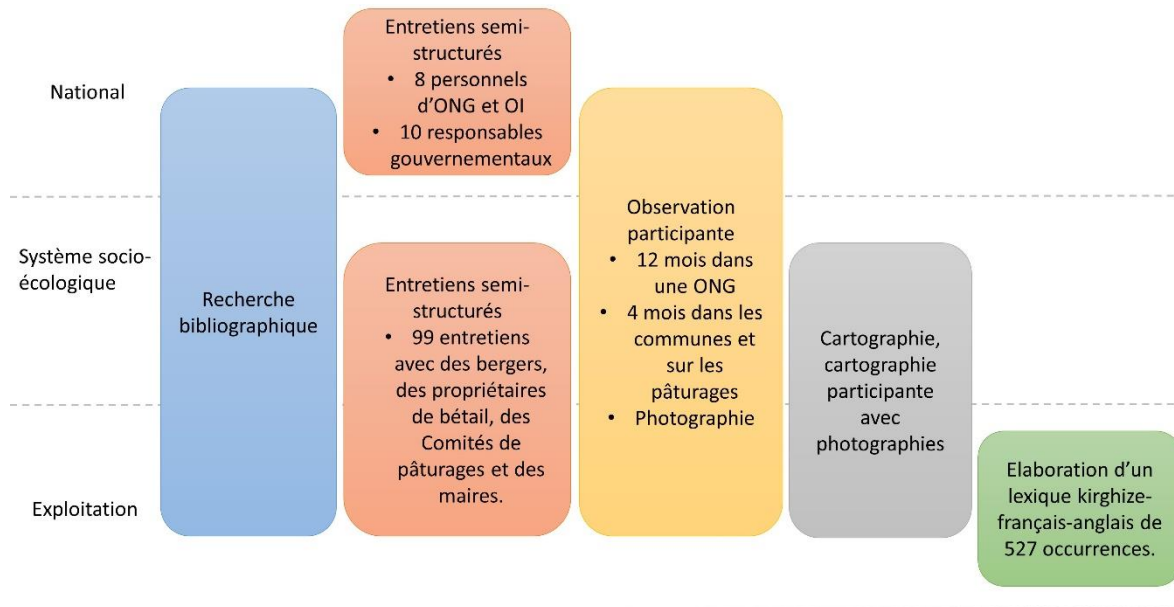 National
Système socio-
écologique
Exploitation
Recherche
bibliographique
Entretiens semi-
structurés
• 8 personnels
d'ONG et OI
• 10 responsables
gouvernementaux
Entretiens semi-
structurés
• 99 entretiens
avec des bergers,
des propriétaires
de bétail, des
Comités de
pâturages et des
maires.
Observation
participante
• 12 mois dans
une ONG
• 4 mois dans les
communes et
sur les
pâturages
• Photographie
Cartographie,
cartographie
participante
avec
photographies
Elaboration d'un
lexique kirghize-
français-anglais de
527 occurrences.